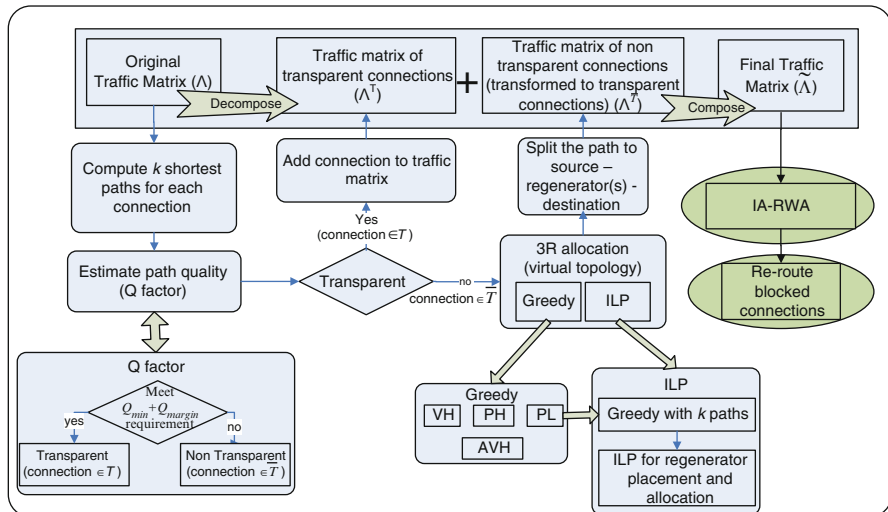 Original
Traffic Matrix (Λ)
Decompose
Traffic matrix of
transparent connections
(Λ^T)
+
Traffic matrix of non
transparent connections
(transformed to transparent
connections) (Λ^T̅)
Compose
Final Traffic
Matrix (Λ̃)
Compute k shortest
paths for each
connection
Add connection to traffic
matrix
Split the path to
source –
regenerator(s) -
destination
IA-RWA
Yes
(connection ∈T)
Estimate path quality
(Q factor)
Transparent
no
connection ∈ T̅
3R allocation
(virtual topology)
Greedy
ILP
Re-route
blocked
connections
Q factor
Meet
Q_min + Q_margin
requirement
yes
no
Transparent
(connection ∈ T)
Non Transparent
(connection ∈ T̅)
Greedy
VH
PH
PL
AVH
ILP
Greedy with k paths
ILP for regenerator
placement and
allocation